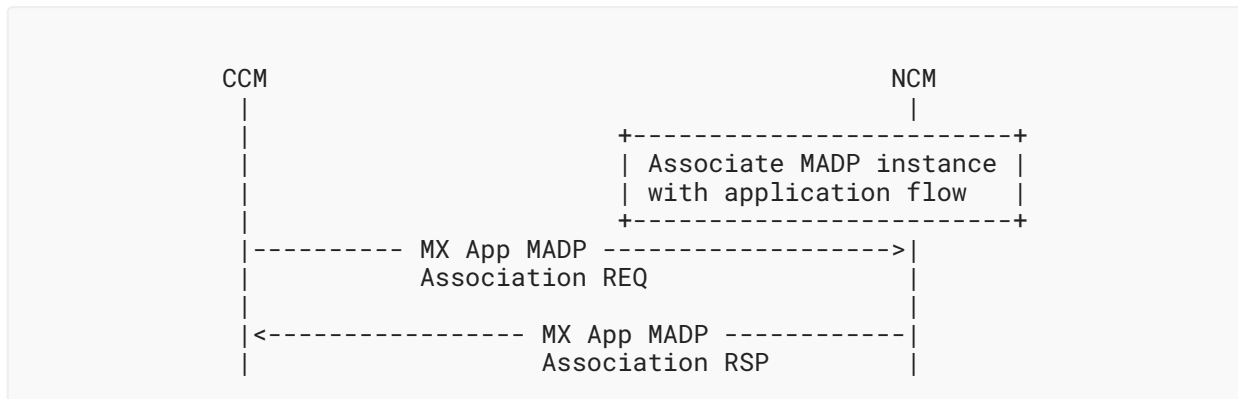 CCM NCM
Associate MADP instance
with application flow
MX App MADP
Association REQ
MX App MADP
Association RSP